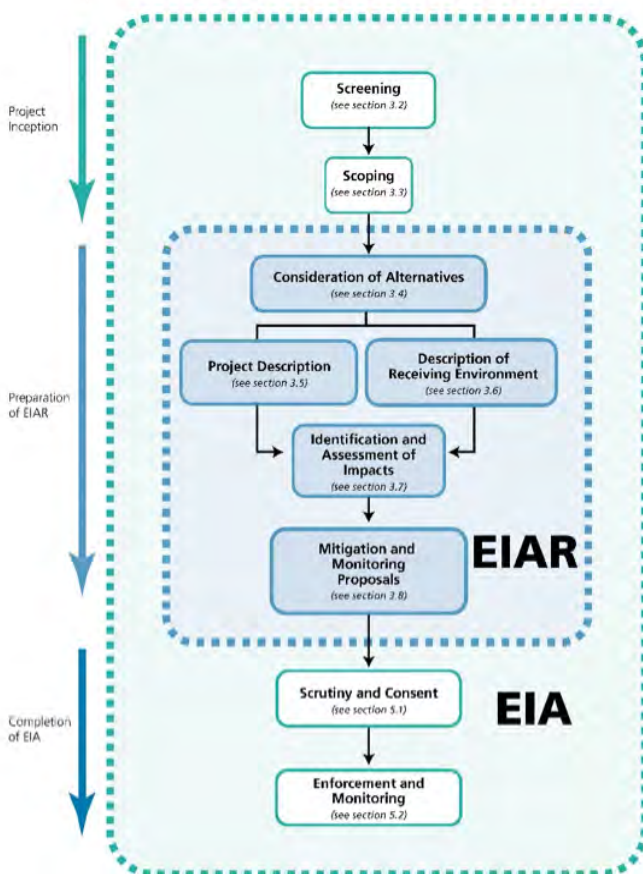 Project
Inception
Screening
(see section 3.2)
Scoping
(see section 3.3)
Preparation
of EIAR
Consideration of Alternatives
(see section 3.4)
Project Description
(see section 3.5)
Description of
Receiving Environment
(see section 3.6)
Identification and
Assessment of
Impacts
(see section 3.7)
Mitigation and
Monitoring
Proposals
(see section 3.8)
EIAR
Completion
of EIA
Scrutiny and Consent
(see section 5.1)
EIA
Enforcement and
Monitoring
(see section 5.2)